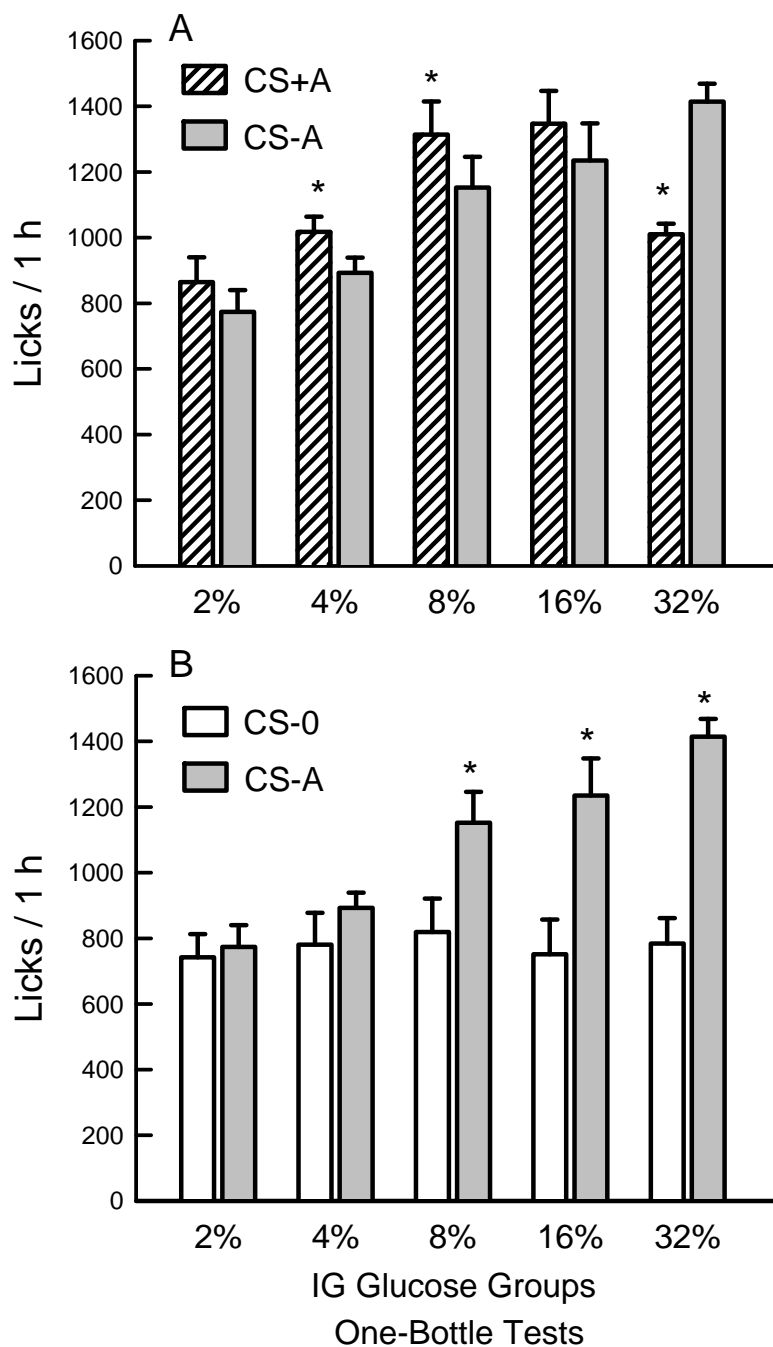 A
CS+A
CS-A
1600
1400
1200
1000
800
600
400
200
0
Licks / 1 h
*
*
*
2% 4% 8% 16% 32%
B
CS-0
CS-A
1600
1400
1200
1000
800
600
400
200
0
Licks / 1 h
*
*
*
2% 4% 8% 16% 32%
IG Glucose Groups
One-Bottle Tests